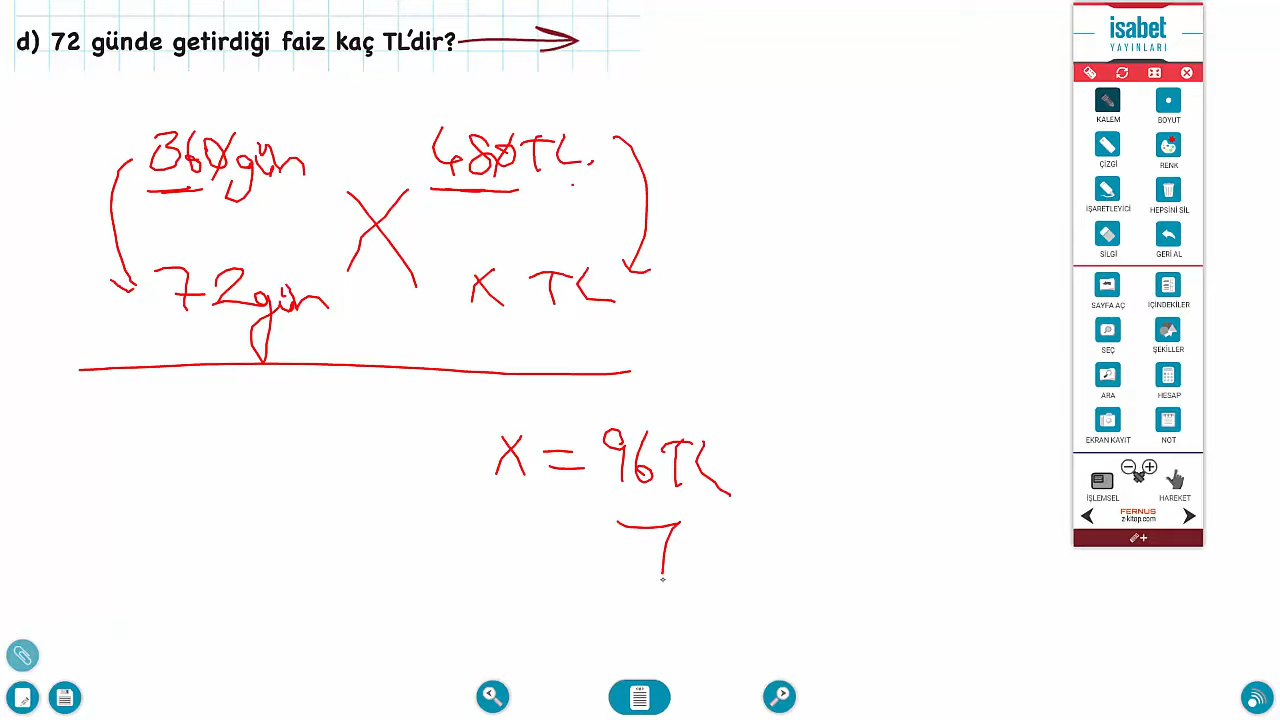 d) 72 günde getirdiği faiz kaç TL'dir?
360 gün 480 TL.
72 gün x TL
x = 96 TL
7
isabet
YAYINLARI
KALEM BOYUT
ÇİZGİ RENK
İŞARETLEYİCİ HEPSİNİ SİL
SİLGİ GERİ AL
SAYFA AÇ İÇİNDEKİLER
SEÇ ŞEKİLLER
ARA HESAP
EKRAN KAYIT NOT
İŞLEMSEL HAREKET
FERNUS
z-kitap.com